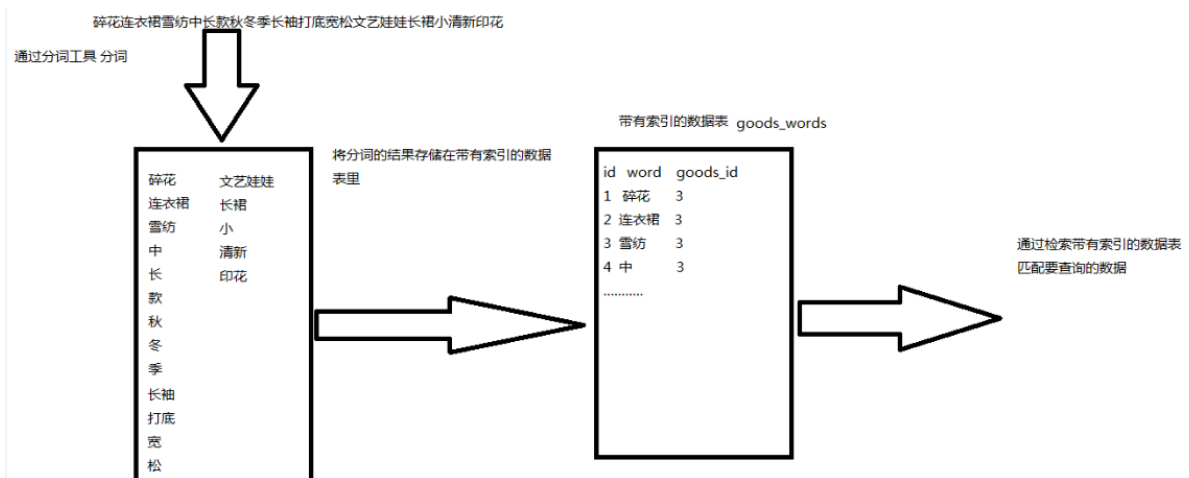 碎花连衣裙雪纺中长款秋冬季长袖打底宽松文艺娃娃长裙小清新印花
通过分词工具 分词
碎花 文艺娃娃
连衣裙 长裙
雪纺 小
中 清新
长 印花
款
秋
冬
季
长袖
打底
宽
松
将分词的结果存储在带有索引的数据
表里
带有索引的数据表 goods_words
id word goods_id
1 碎花 3
2 连衣裙 3
3 雪纺 3
4 中 3
...........
通过检索带有索引的数据表
匹配要查询的数据